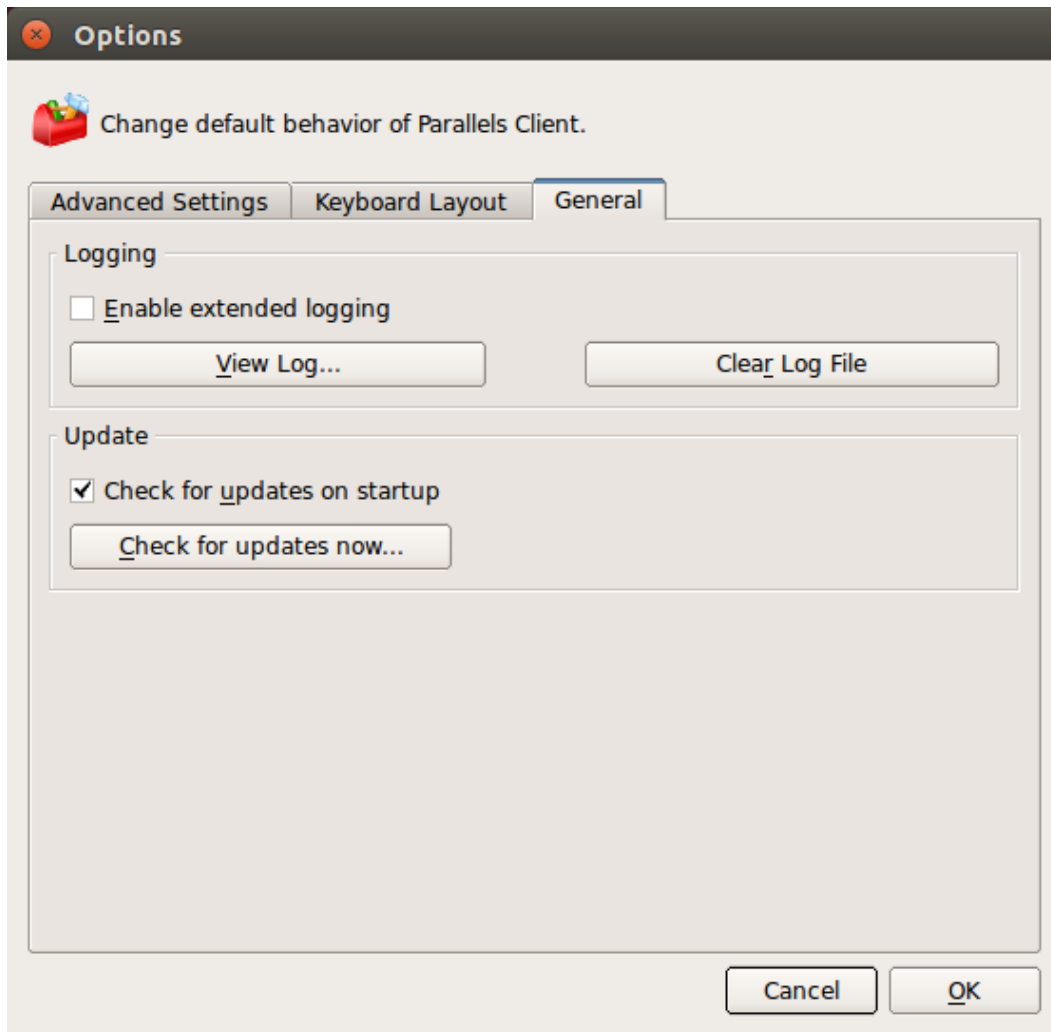 Options
Change default behavior of Parallels Client.
Advanced Settings Keyboard Layout General
Logging
Enable extended logging
View Log... Clear Log File
Update
Check for updates on startup
Check for updates now...
Cancel OK